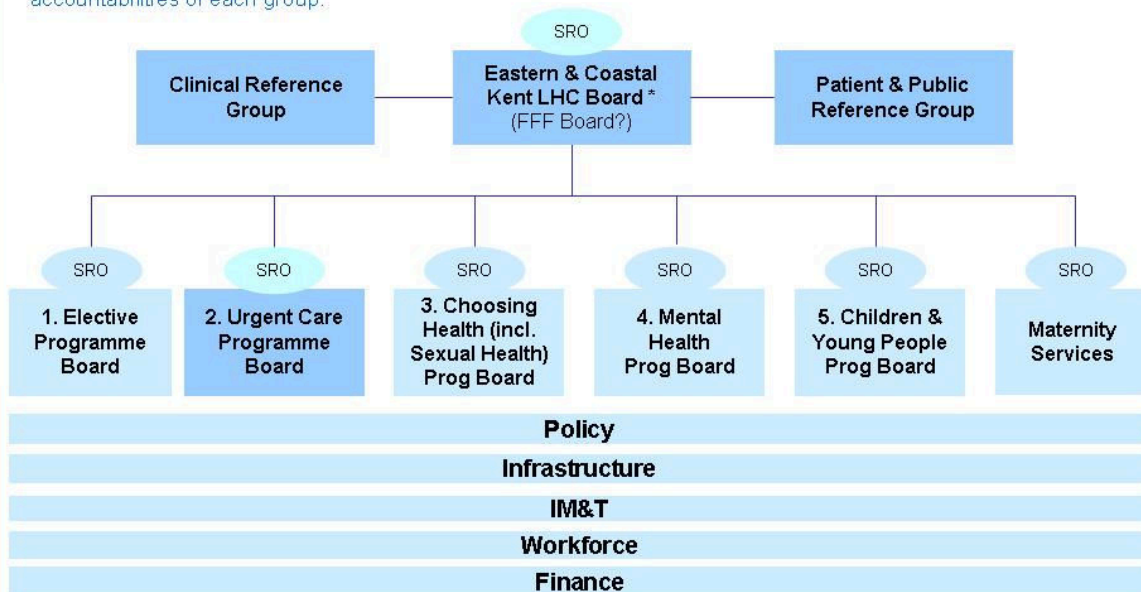 accountabilities of each group.
SRO
Clinical Reference
Group
Eastern & Coastal
Kent LHC Board *
(FFF Board?)
Patient & Public
Reference Group
SRO
SRO
SRO
SRO
SRO
SRO
1. Elective
Programme
Board
2. Urgent Care
Programme
Board
3. Choosing
Health (incl.
Sexual Health)
Prog Board
4. Mental
Health
Prog Board
5. Children &
Young People
Prog Board
Maternity
Services
Policy
Infrastructure
IM&T
Workforce
Finance